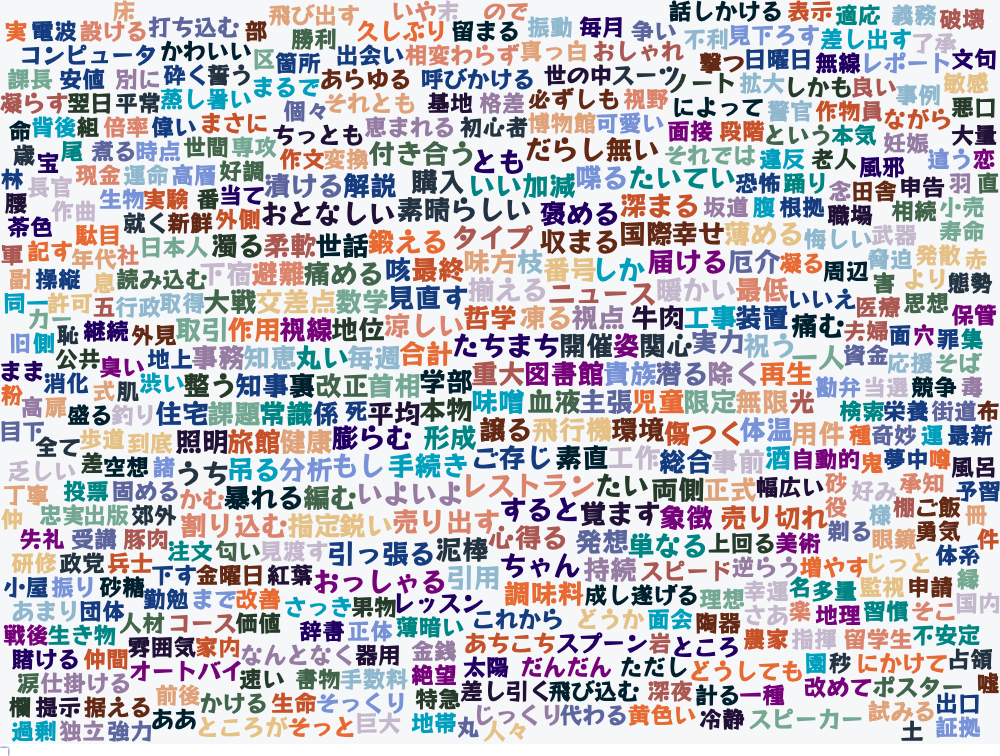 床 飛び出す いや 末 ので 話しかける 表示 適応 義務 破壊
実 電波 設ける 打ち込む 部 勝利 久しぶり 留まる 振動 毎月 争い 不利 見下ろす 差し出す 了承
コンピュータ かわいい 区 箇所 出会い 相変わらず 真っ白 おしゃれ 撃つ 日曜日 無線 レポート 文句
課長 安値 別に 砕く 誓う まるで あらゆる 呼びかける 世の中 スーツ ノート 拡大 しかも 良い 事例 敏感
凝らす 翌日 平常 蒸し暑い 個々 それとも 基地 格差 必ずしも 視野 によって 警官 作物 員 ながら 悪口
命 背後 組 倍率 偉い まさに ちっとも 恵まれる 初心者 博物館 可愛い 面接 段階 という 本気 妊娠 大量
歳 宝 尾 煮る 時点 世間 専攻 作文 変換 付き合う とも だらし無い それでは 違反 老人 風邪 違う 恋
林 長官 現金 運命 高層 好調 漬ける 解説 購入 いい加減 喋る たいてい 恐怖 踊り 念 田舎 申告 羽 直
腰 作曲 生物 実験 番 当て おとなしい 素晴らしい 褒める 深まる 坂道 腹 根拠 職場 相続 小売
茶色 駄目 就く 新鮮 外側 濁る 柔軟 世話 鍛える タイプ 収まる 国際 幸せ 薄める 悔しい 武器 寿命
軍 記す 年代 社 日本人 下宿 避難 痛める 咳 最終 味方 枝 番号 しか 届ける 厄介 凝る 周辺 脅迫 発散 赤
副 操縦 息 読み込む 大戦 交差点 数学 見直す 揃える ニュース 暖かい 最低 いいえ 医療 害 より 態勢
同一 許可 五 行政 取得 取引 作用 視線 地位 涼しい 哲学 凍る 視点 牛肉 工事 装置 痛む 夫婦 思想 保管
旧 側 カー 恥 継続 外見 事務 知恵 丸い 毎週 合計 たちまち 開催 姿 関心 実力 祝う 一人 資金 面 穴 罪 集
まま 公共 臭い 地上 整う 知事 裏 改正 首相 学部 重大 図書館 貴族 潜る 除く 再生 勘弁 当選 競争 応援 そば 毒
粉 消化 式 肌 渋い 住宅 課題 常識 係 死 平均 本物 味噌 血液 主張 児童 限定 無限 光 検索 栄養 街道 布
高 扉 盛る 釣り 照明 旅館 健康 膨らむ 形成 譲る 飛行機 環境 傷つく 体温 用件 種 奇妙 運 最新
目下 全て 歩道 到底 うち 吊る 分析 もし 手続き ご存じ 素直 工作 総合 事前 酒 自動的 鬼 夢中 噂 風呂
乏しい 差 空想 諸 かむ 暴れる 編む いよいよ レストラン たい 両側 正式 幅広い 砂 好み 承知 予習
丁寧 投票 固める 割り込む 指定 鋭い 売り出す すると 覚ます 象徴 売り切れ 役 様 棚 ご飯 冊
仲 忠実 出版 郊外 匂い 見渡す 引っ張る 泥棒 心得る 発想 単なる 上回る 美術 剃る 眼鏡 勇気 件
失礼 受講 豚肉 注文 おっしゃる 引用 ちゃん 持続 スピード 逆らう 増やす じっと 体系
研修 政党 兵士 下す 金曜日 紅葉 さっき 果物 レッスン 調味料 成し遂げる 理想 幸運 名 多量 監視 申請 縁
小屋 振り 砂糖 勤勉 まで 改善 辞書 正体 薄暗い これから どうか 面会 陶器 さあ 楽 地理 習慣 そこ 国内
あまり 団体 人材 コース 価値 雰囲気 家内 なんとなく 器用 金銭 あちこち スプーン 岩 ところ 農家 指揮 留学生 不安定
戦後 生き物 賭ける 仲間 オートバイ 速い 書物 手数料 絶望 太陽 だんだん ただし どうしても 園 秒 にかけて 占領
涙 仕掛ける 前後 かける 生命 そっくり 特急 差し引く 飛び込む 深夜 計る 一種 改めて ポスター 嘘
欄 提示 据える ああ ところが そっと 巨大 地帯 丸 じっくり 代わる 黄色い 冷静 スピーカー 試みる 出口
過剰 独立 強力 人々 土 証拠